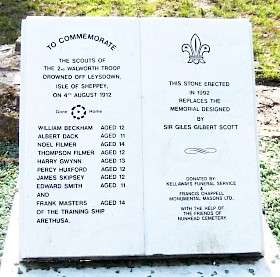 TO COMMEMORATE
THE SCOUTS OF
THE 2ND WALWORTH TROOP
DROWNED OFF LEYSDOWN,
ISLE OF SHEPPEY,
ON 4TH AUGUST 1912
Gone Home
WILLIAM BECKHAM AGED 12
ALBERT DACK AGED 11
NOEL FILMER AGED 14
THOMPSON FILMER AGED 12
HARRY GWYNN AGED 13
PERCY HUXFORD AGED 12
JAMES SKIPSEY AGED 12
EDWARD SMITH AGED 11
AND
FRANK MASTERS AGED 14
OF THE TRAINING SHIP
ARETHUSA.
THIS STONE ERECTED
IN 1992
REPLACES THE
MEMORIAL DESIGNED
BY
SIR GILES GILBERT SCOTT
DONATED BY
KELLAWAYS FUNERAL SERVICE
&
FRANCIS CHAPPELL
MONUMENTAL MASONS LTD.
WITH THE HELP OF
THE FRIENDS OF
NUNHEAD CEMETERY.